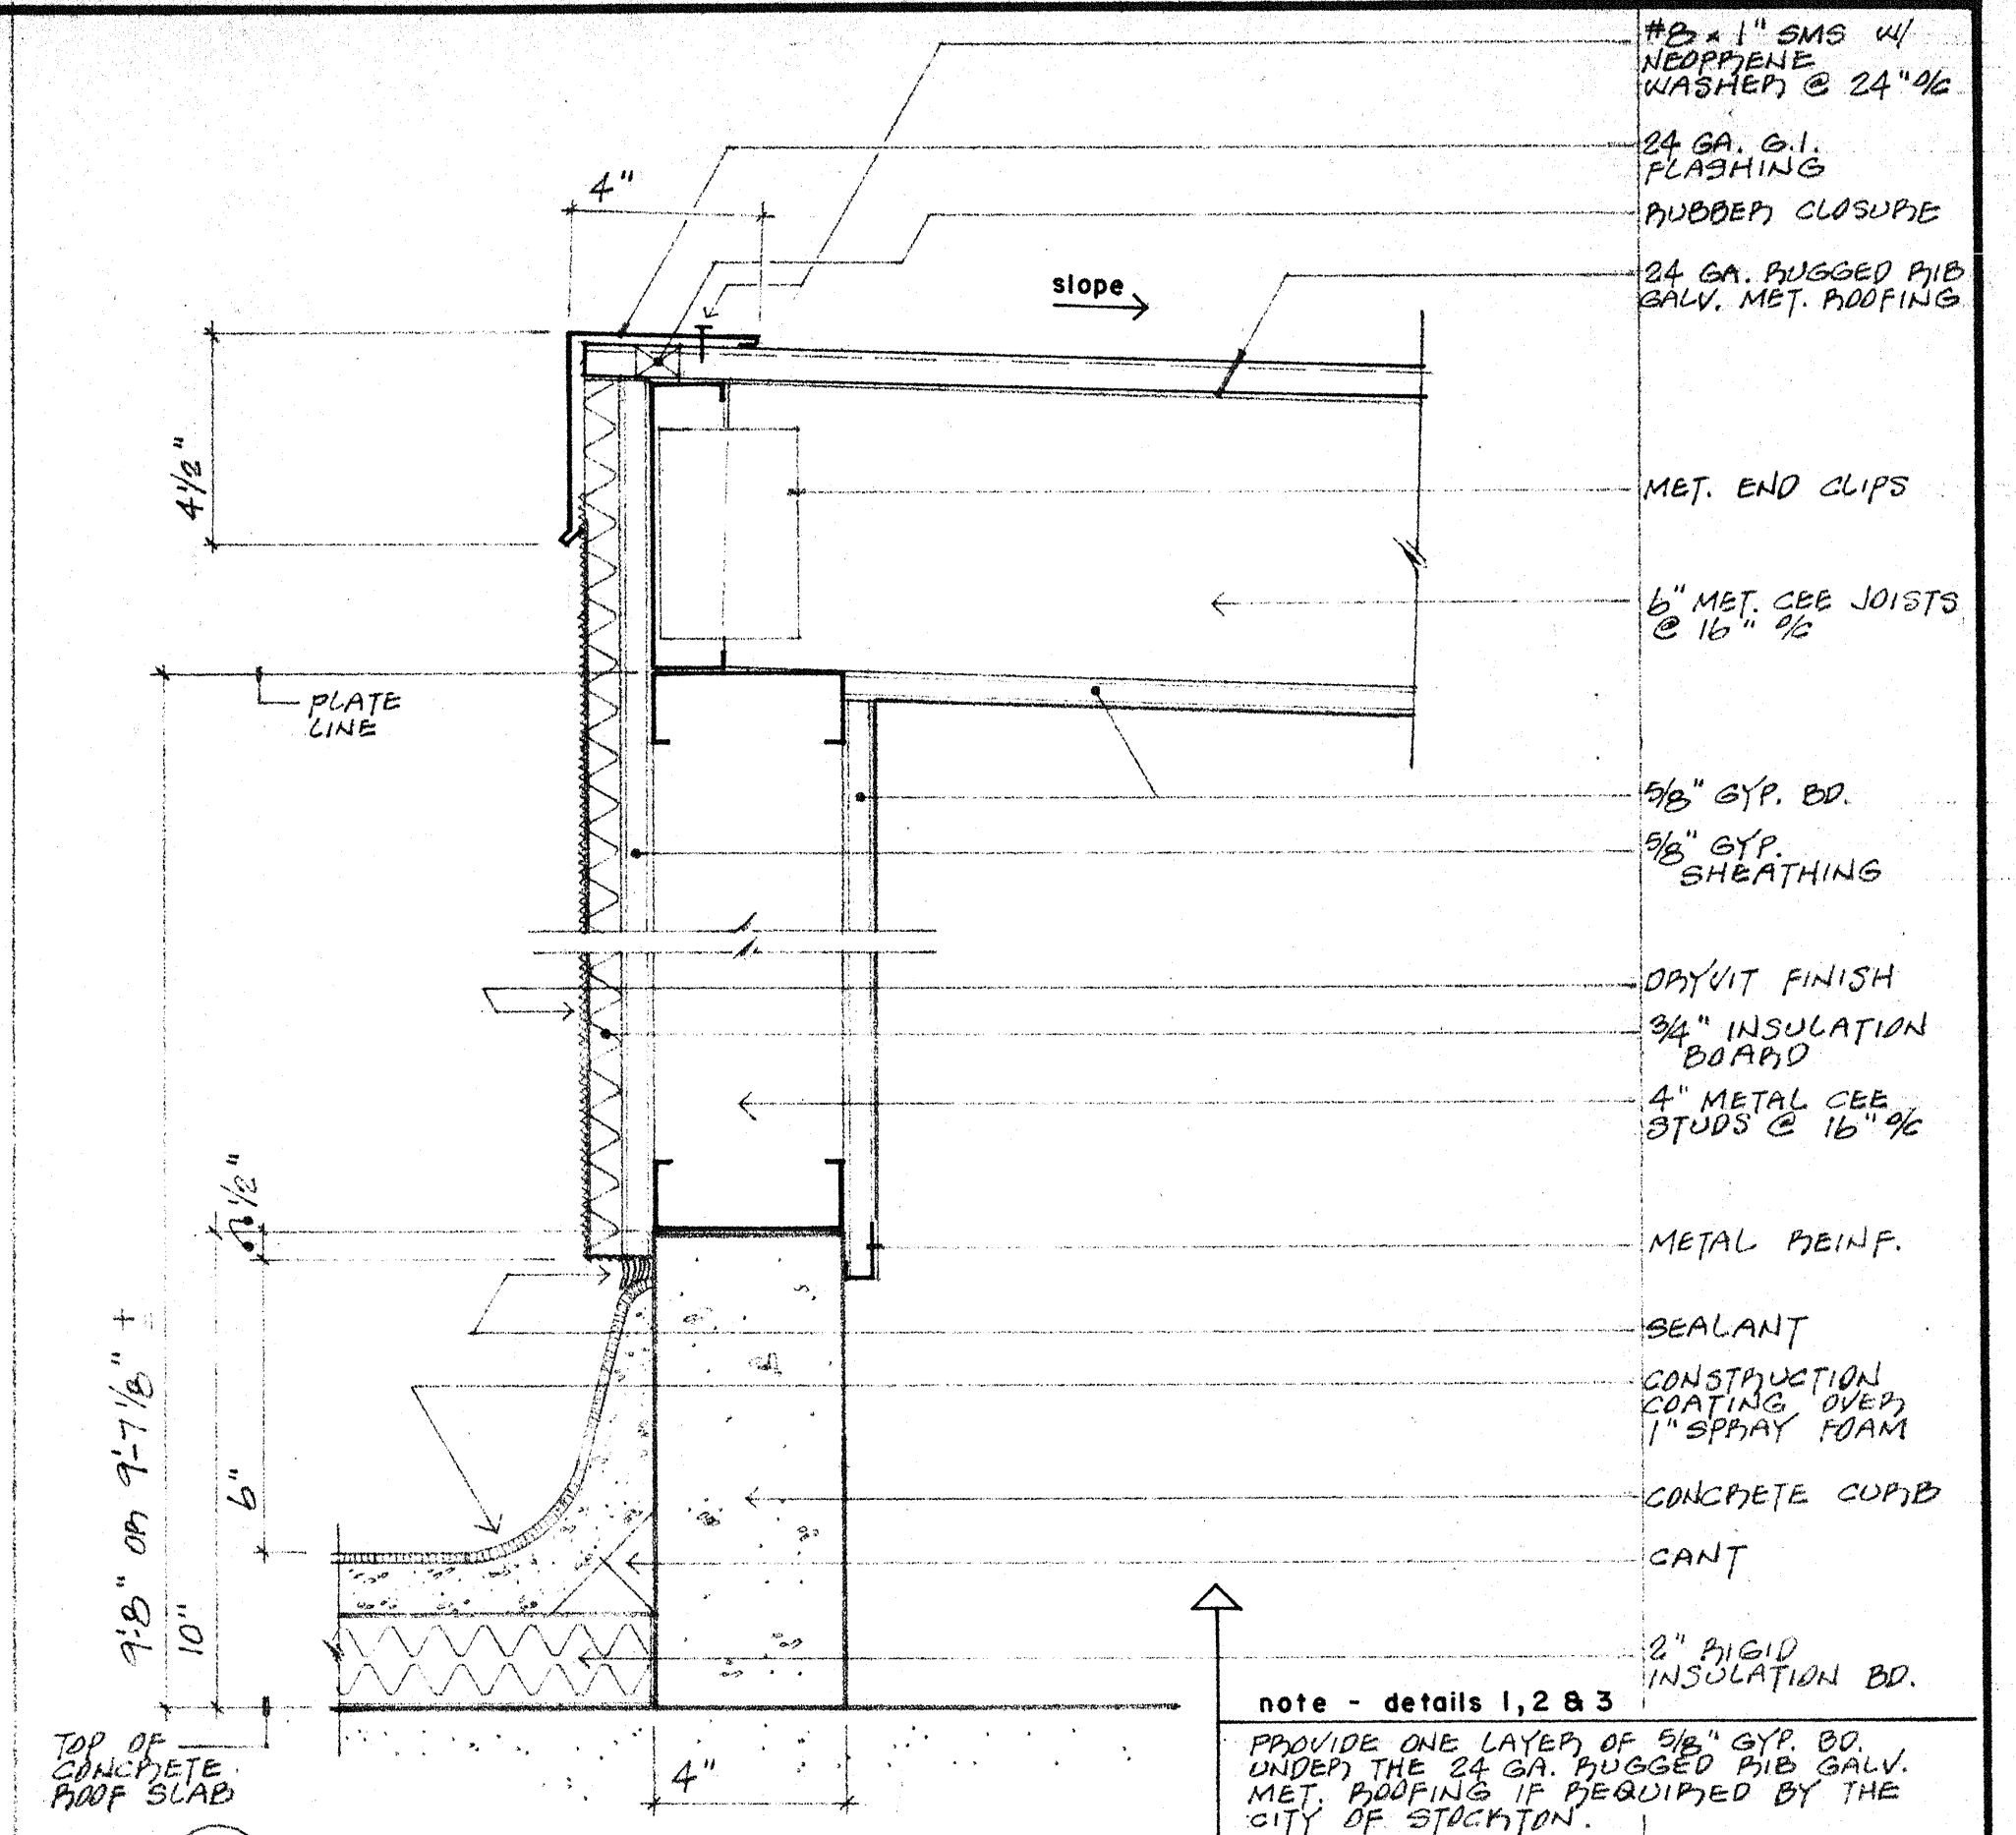 #8 x 1" SMS W/
NEOPRENE
WASHER @ 24" O/C
24 GA. G.I.
FLASHING
RUBBER CLOSURE
24 GA. RUGGED RIB
GALV. MET. ROOFING
4"
slope
4 1/2"
MET. END CLIPS
6" MET. CEE JOISTS
@ 16" O/C
PLATE
LINE
5/8" GYP. BD.
5/8" GYP.
SHEATHING
DRYVIT FINISH
3/4" INSULATION
BOARD
4" METAL CEE
STUDS @ 16" O/C
1/2"
METAL REINF.
SEALANT
CONSTRUCTION
COATING OVER
1" SPRAY FOAM
9'-8" OR 9'-7 1/8" ±
10"
6"
CONCRETE CURB
CANT
2" RIGID
INSULATION BD.
TOP OF
CONCRETE
ROOF SLAB
4"
note - details 1, 2 & 3
PROVIDE ONE LAYER OF 5/8" GYP. BD.
UNDER THE 24 GA. RUGGED RIB GALV.
MET. ROOFING IF REQUIRED BY THE
CITY OF STOCKTON.